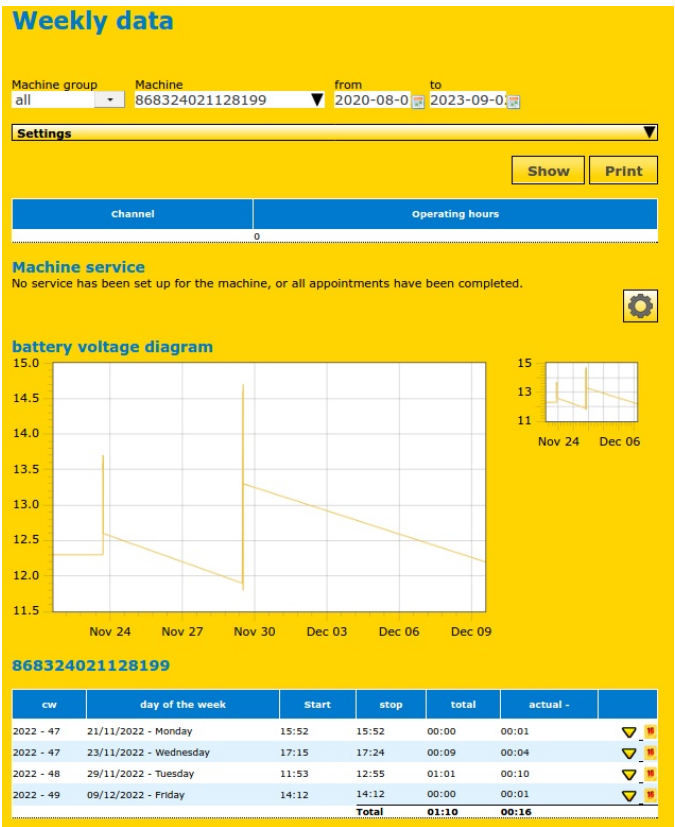 Weekly data
Machine group Machine from to
all 868324021128199 2020-08-0 2023-09-0
Settings
Show Print
Channel Operating hours
0
Machine service
No service has been set up for the machine, or all appointments have been completed.
battery voltage diagram
15.0
14.5
14.0
13.5
13.0
12.5
12.0
11.5
Nov 24 Nov 27 Nov 30 Dec 03 Dec 06 Dec 09
15
13
11
Nov 24 Dec 06
868324021128199
cw day of the week Start stop total actual -
2022 - 47 21/11/2022 - Monday 15:52 15:52 00:00 00:01
2022 - 47 23/11/2022 - Wednesday 17:15 17:24 00:09 00:04
2022 - 48 29/11/2022 - Tuesday 11:53 12:55 01:01 00:10
2022 - 49 09/12/2022 - Friday 14:12 14:12 00:00 00:01
Total 01:10 00:16